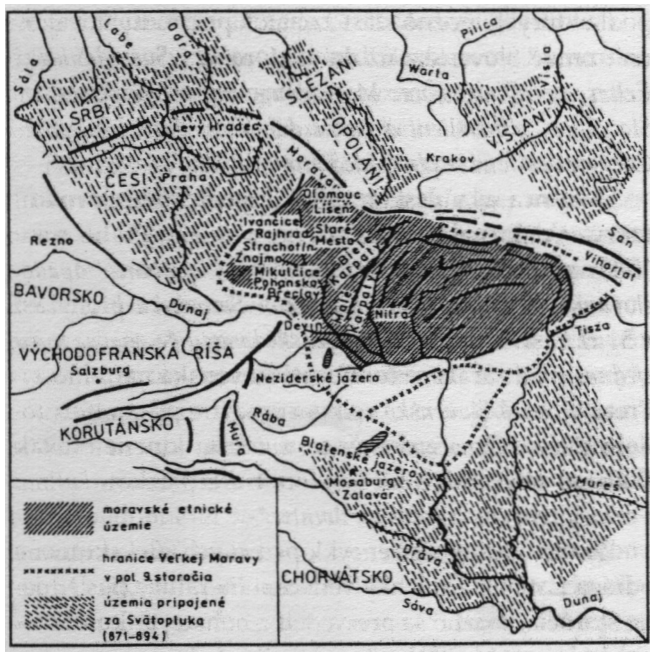 Sála
Labe
Odra
SRBI
Levý Hradec
ČESI
Praha
LEZAN
OPOLANI
Warta
Pilica
Visla
VISLANI
Krakov
San
Morava
Olomouc
Líšeň
Ivančice
Rajhrad
Staré
Město
Strachotín
Znojmo
Mikulčice
Pohansko
Břeclav
Biele Karpaty
Malé Karpaty
Nitra
Devín
Vihorlat
Tisza
Rezno
BAVORSKO
Dunaj
VÝCHODOFRANSKÁ RÍŠA
Salzburg
Neziderské jazero
KORUTÁNSKO
Mura
Rába
Blatenské jazero
Mosaburg
Zalavár
Mureš
Dráva
CHORVÁTSKO
Sáva
Dunaj
moravské etnické
územie
hranice Veľkej Moravy
v pol. 9. storočia
územia pripojené
za Svätopluka
(871-894)